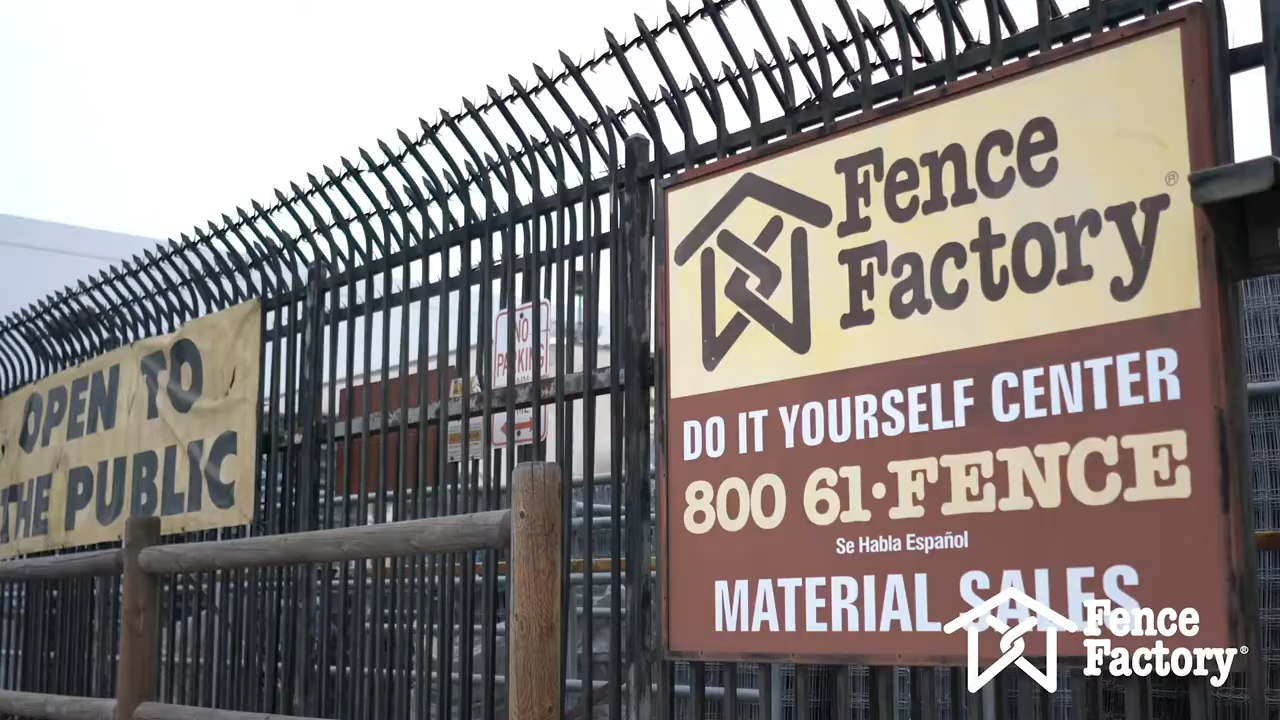 OPEN TO
THE PUBLIC
NO
PARKING
Fence
Factory®
DO IT YOURSELF CENTER
800 61·FENCE
Se Habla Español
MATERIAL SALES
Fence
Factory®